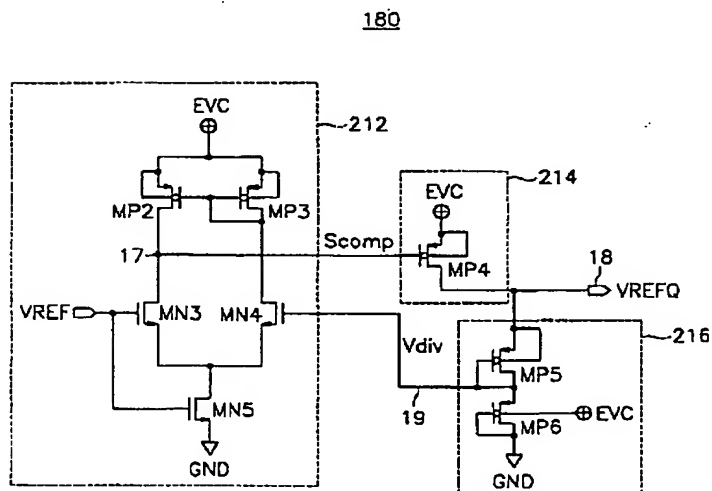 180
EVC
212
MP2
MP3
EVC
214
MP4
17
Scomp
18
VREFQ
VREF
MN3
MN4
Vdiv
216
MP5
19
MN5
MP6
EVC
GND
GND